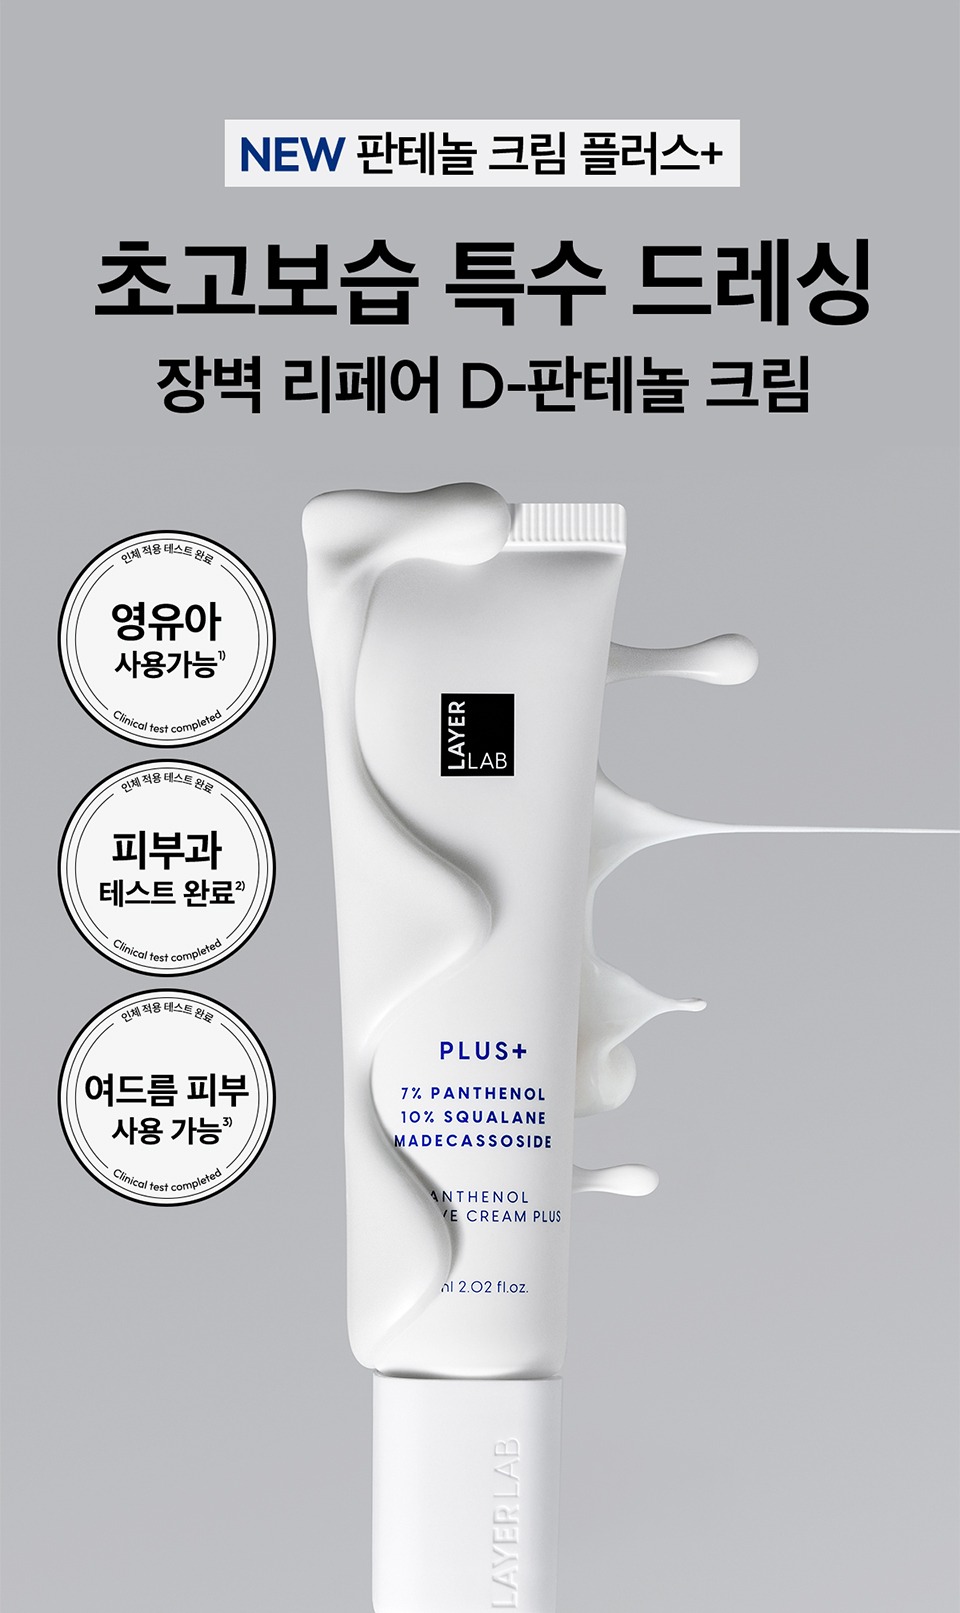 NEW 판테놀 크림 플러스+
초고보습 특수 드레싱
장벽 리페어 D-판테놀 크림
인체 적용 테스트 완료
영유아
사용가능1)
Clinical test completed
인체 적용 테스트 완료
피부과
테스트 완료2)
Clinical test completed
인체 적용 테스트 완료
여드름 피부
사용 가능3)
Clinical test completed
LAYER
LAB
PLUS+
7% PANTHENOL
10% SQUALANE
MADECASSOSIDE
ANTHENOL
CREAM PLUS
2.02 fl.oz.
LAYER LAB